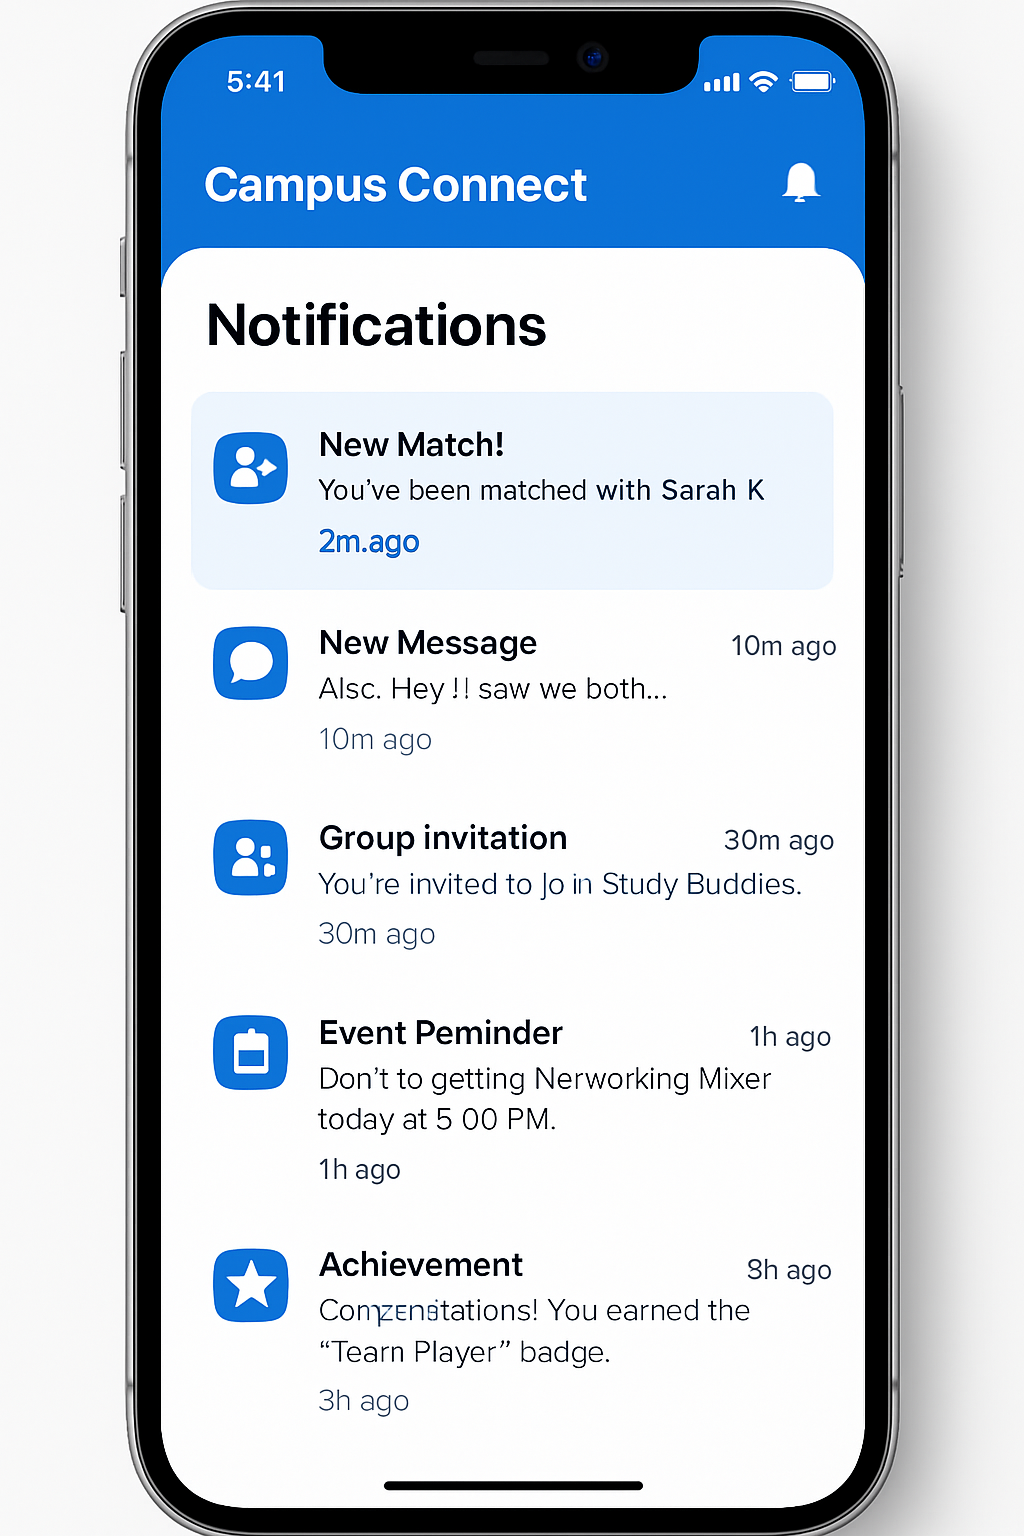 5:41
Campus Connect
Notifications
New Match!
You've been matched with Sarah K
2m.ago
New Message
10m ago
Alsc. Hey !! saw we both...
10m ago
Group invitation
30m ago
You're invited to Jo in Study Buddies.
30m ago
Event Peminder
1h ago
Don't to getting Nerworking Mixer
today at 5 00 PM.
1h ago
Achievement
3h ago
You earned the
“Tearn Player” badge.
3h ago